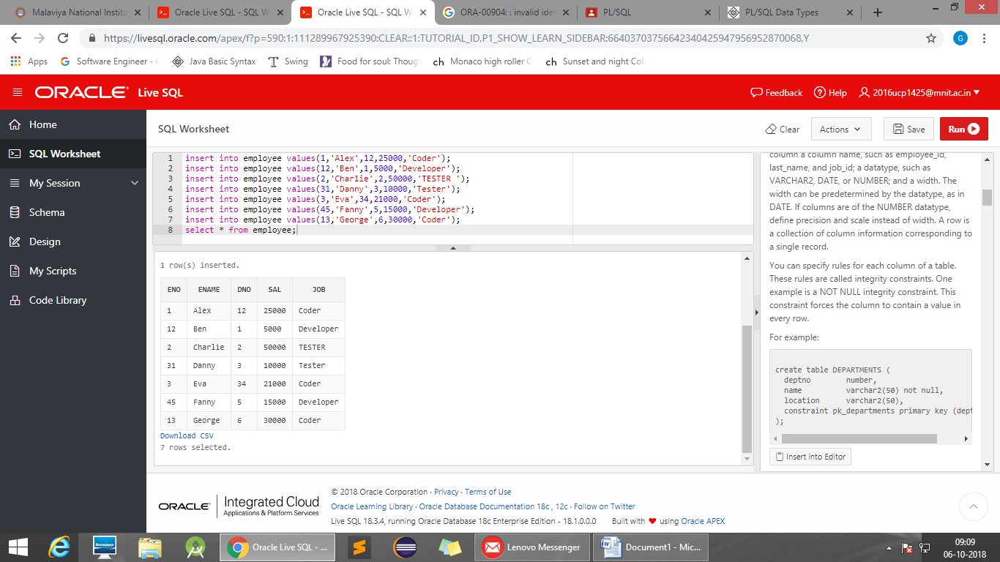 Malaviya National Institu
Oracle Live SQL - SQL W
Oracle Live SQL - SQL W
ORA-00904: : invalid ide
PL/SQL
PL/SQL Data Types
https://livesql.oracle.com/apex/f?p=590:1:111289967925390:CLEAR::1:TUTORIAL_ID,P1_SHOW_LEARN_SIDEBAR:66403703756642340425947956952870068,Y
G
Apps
Software Engineer - G
Java Basic Syntax
Swing
Food for soul: Thoug
ch Monaco high roller C
ch Sunset and night Col
ORACLE Live SQL
Feedback
Help
2016ucp1425@mnit.ac.in
Home
SQL Worksheet
My Session
Schema
Design
My Scripts
Code Library
SQL Worksheet
Clear
Actions
Save
Run
1 insert into employee values(1,'Alex',12,25000,'Coder');
2 insert into employee values(12,'Ben',1,5000,'Developer');
3 insert into employee values(2,'Charlie',2,50000,'TESTER ');
4 insert into employee values(31,'Danny',3,10000,'Tester');
5 insert into employee values(3,'Eva',34,21000,'Coder');
6 insert into employee values(45,'Fanny',5,15000,'Developer');
7 insert into employee values(13,'George',6,30000,'Coder');
8 select * from employee;
1 row(s) inserted.
ENO ENAME DNO SAL JOB
1 Alex 12 25000 Coder
12 Ben 1 5000 Developer
2 Charlie 2 50000 TESTER
31 Danny 3 10000 Tester
3 Eva 34 21000 Coder
45 Fanny 5 15000 Developer
13 George 6 30000 Coder
Download CSV
7 rows selected.
column a column name, such as employee_id,
last_name, and job_id; a datatype, such as
VARCHAR2, DATE, or NUMBER; and a width. The
width can be predetermined by the datatype, as in
DATE. If columns are of the NUMBER datatype,
define precision and scale instead of width. A row is
a collection of column information corresponding to
a single record.
You can specify rules for each column of a table.
These rules are called integrity constraints. One
example is a NOT NULL integrity constraint. This
constraint forces the column to contain a value in
every row.
For example:
create table DEPARTMENTS (
deptno number,
name varchar2(50) not null,
location varchar2(50),
constraint pk_departments primary key (dept
);
Insert into Editor
ORACLE
Integrated Cloud
Applications & Platform Services
© 2018 Oracle Corporation · Privacy · Terms of Use
Oracle Learning Library · Oracle Database Documentation 18c , 12c · Follow on Twitter
Live SQL 18.3.4, running Oracle Database 18c Enterprise Edition - 18.1.0.0.0 Built with ❤ using Oracle APEX
lenovo
Oracle Live SQL - ...
Lenovo Messenger
Document1 - Mic...
09:09
06-10-2018